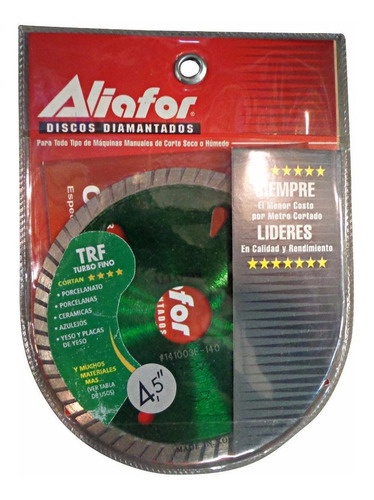 Aliafor
DISCOS DIAMANTADOS
Para Todo Tipo de Máquinas Manuales de Corte Seco o Húmedo
SIEMPRE
El Menor Costo
por Metro Cortado
LIDERES
En Calidad y Rendimiento
TRF
TURBO FINO
CORTAN
• PORCELANATO
• PORCELANAS
• CERAMICAS
• AZULEJOS
• YESO Y PLACAS
DE YESO
Y MUCHOS
MATERIALES
MAS...
(VER TABLA
DE USOS)
4,5"
afor
NTADOS